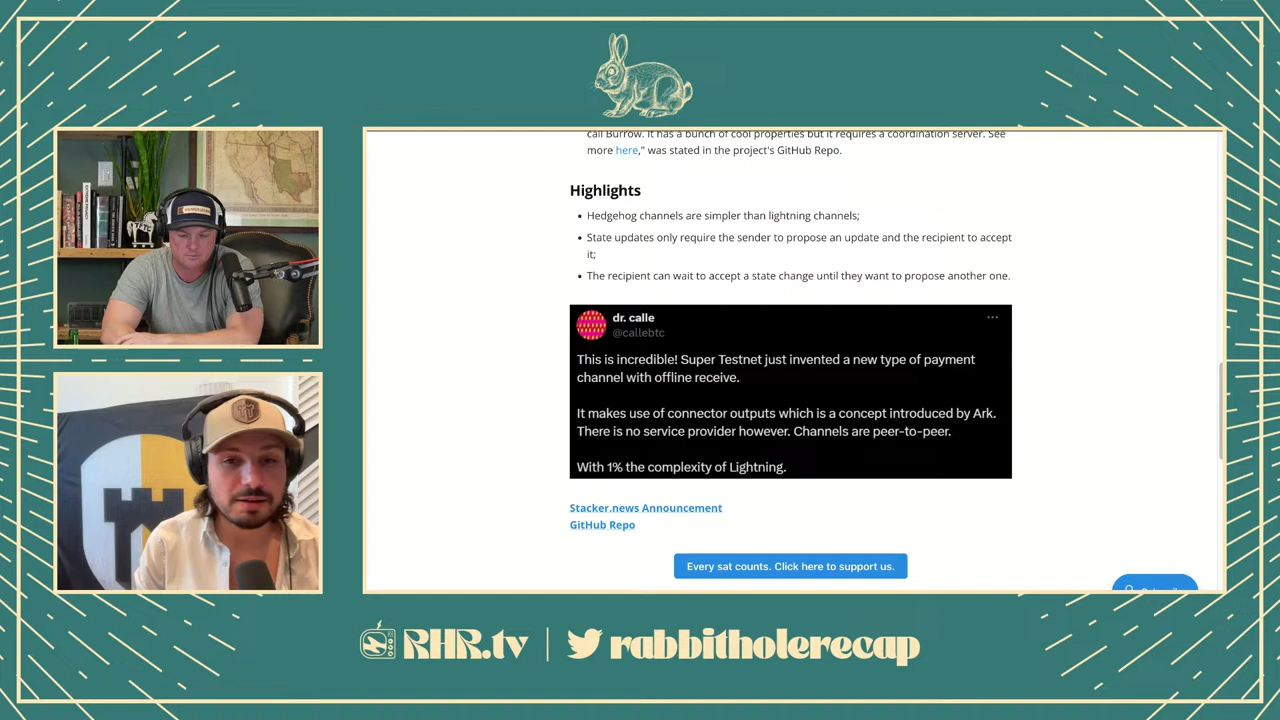 call Burrow. It has a bunch of cool properties but it requires a coordination server. See
more here," was stated in the project's GitHub Repo.
Highlights
• Hedgehog channels are simpler than lightning channels;
• State updates only require the sender to propose an update and the recipient to accept
it;
• The recipient can wait to accept a state change until they want to propose another one.
dr. calle
@callebtc
This is incredible! Super Testnet just invented a new type of payment
channel with offline receive.
It makes use of connector outputs which is a concept introduced by Ark.
There is no service provider however. Channels are peer-to-peer.
With 1% the complexity of Lightning.
Stacker.news Announcement
GitHub Repo
Every sat counts. Click here to support us.
TFTC
RHR.tv | rabbitholerecap